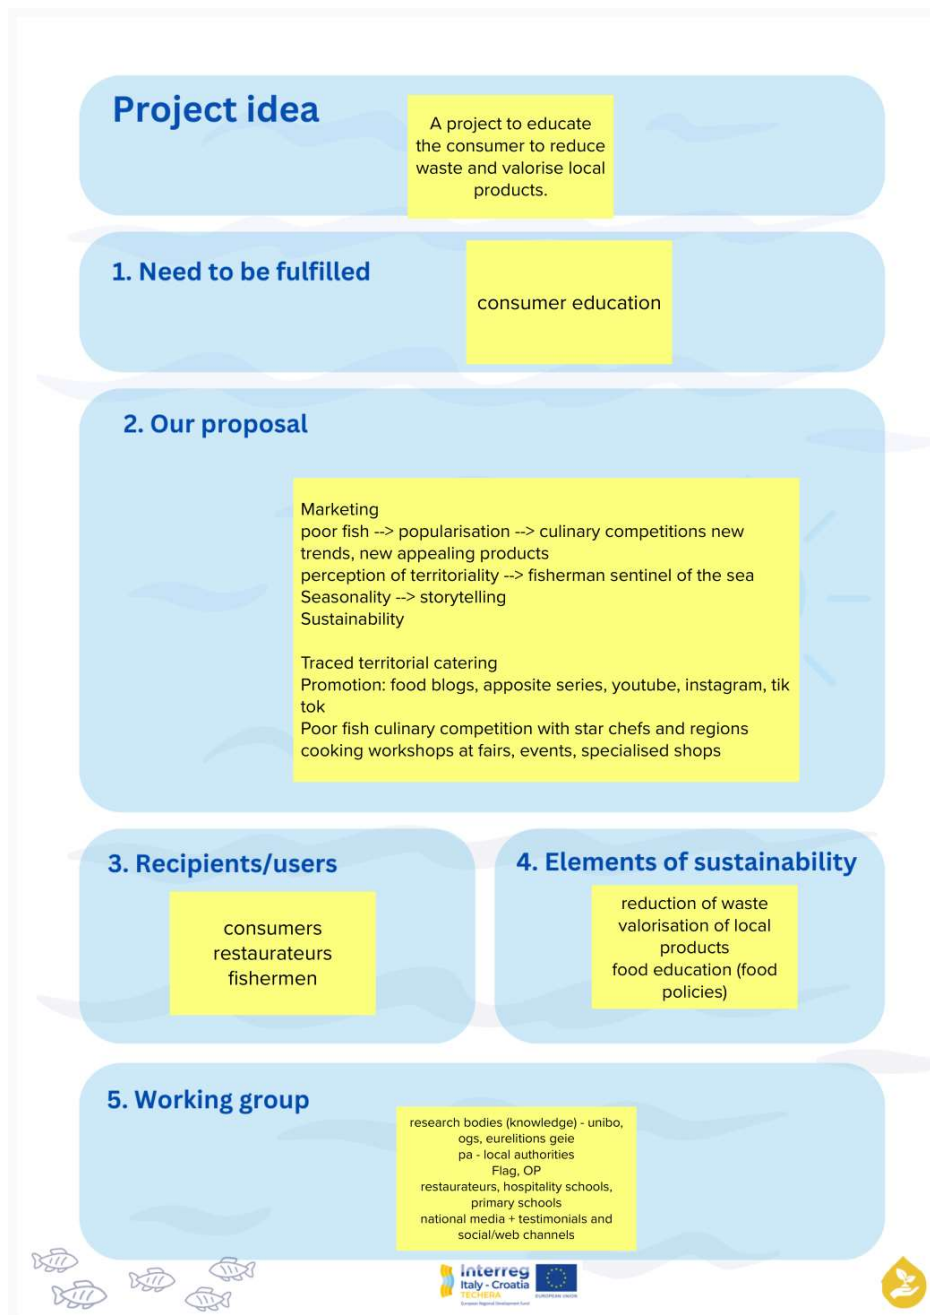 Project idea
A project to educate
the consumer to reduce
waste and valorise local
products.
1. Need to be fulfilled
consumer education
2. Our proposal
Marketing
poor fish --> popularisation --> culinary competitions new
trends, new appealing products
perception of territoriality --> fisherman sentinel of the sea
Seasonality --> storytelling
Sustainability
Traced territorial catering
Promotion: food blogs, apposite series, youtube, instagram, tik
tok
Poor fish culinary competition with star chefs and regions
cooking workshops at fairs, events, specialised shops
3. Recipients/users
consumers
restaurateurs
fishermen
4. Elements of sustainability
reduction of waste
valorisation of local
products
food education (food
policies)
5. Working group
research bodies (knowledge) - unibo,
ogs, eurelitions geie
pa - local authorities
Flag, OP
restaurateurs, hospitality schools,
primary schools
national media + testimonials and
social/web channels
Interreg
Italy - Croatia
TECHERA
European Regional Development Fund
EUROPEAN UNION